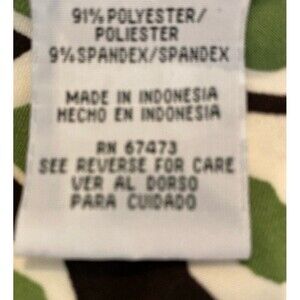 91% POLYESTER/
POLIESTER
9% SPANDEX/SPANDEX
MADE IN INDONESIA
HECHO EN INDONESIA
RN 67473
SEE REVERSE FOR CARE
VER AL DORSO
PARA CUIDADO